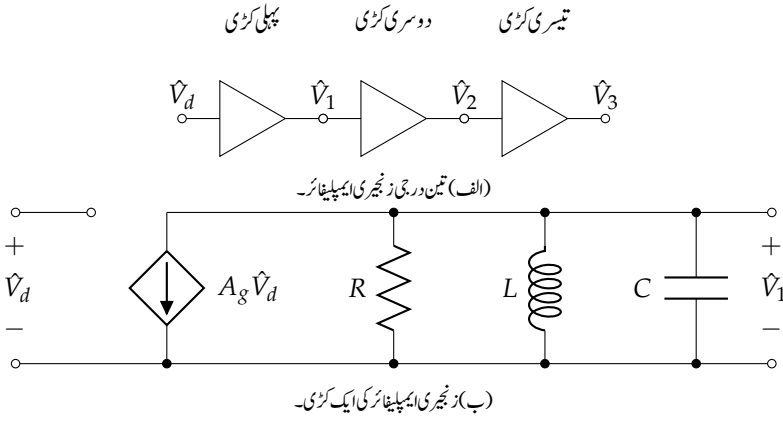 پہلی کڑی دوسری کڑی تیسری کڑی
V̂d V̂1 V̂2 V̂3
(الف) تین درجی زنجیری ایمپلیفائر۔
+ +
V̂d AgV̂d R L C V̂1
− −
(ب) زنجیری ایمپلیفائر کی ایک کڑی۔